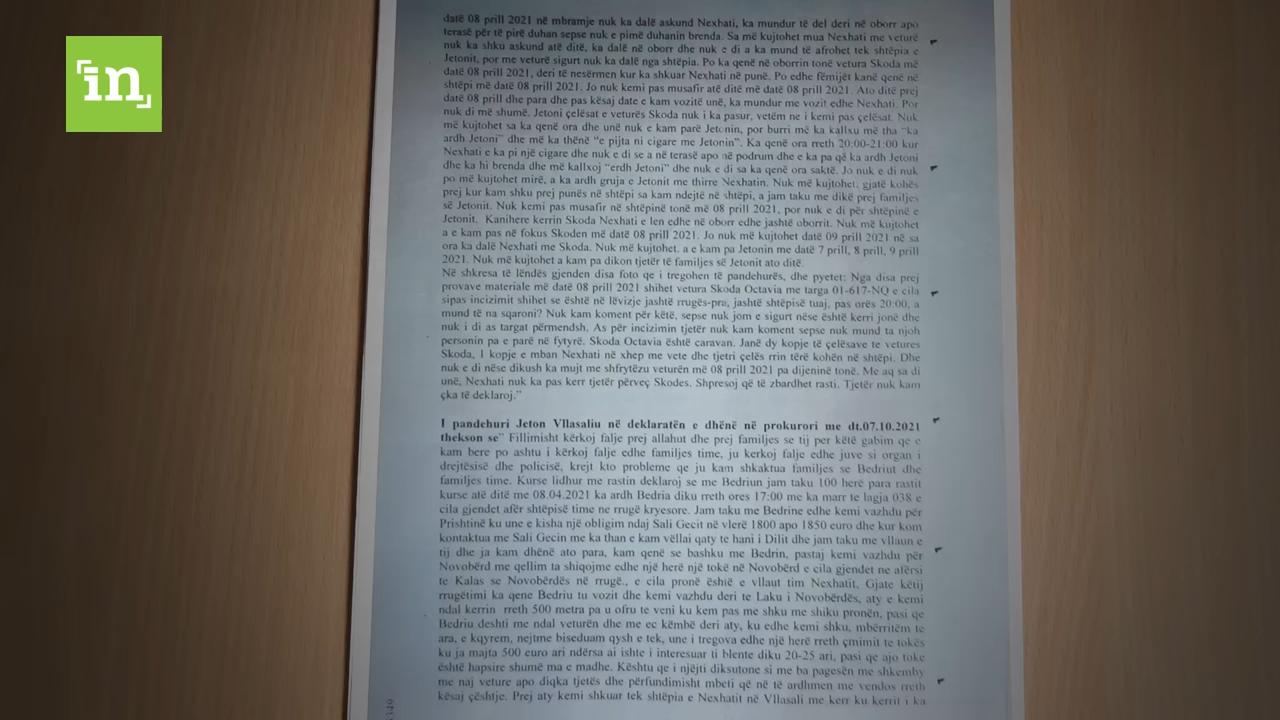 in
datë 08 prill 2021 në mbramje nuk ka dalë askund Nexhati, ka mundur të del deri në oborr apo
terasë për të pirë duhan sepse nuk e pimë duhanin brenda. Sa më kujtohet mua Nexhati me veturë
nuk ka shku askund atë ditë, ka dalë në oborr dhe nuk e di a ka mund të afrohet tek shtëpia e
Jetonit, por me veturë sigurt nuk ka dalë nga shtëpia. Po ka qenë në oborrin tonë vetura Skoda më
datë 08 prill 2021, deri të nesërmen kur ka shkuar Nexhati në punë. Po edhe fëmijët kanë qenë në
shtëpi më datë 08 prill 2021. Jo nuk kemi pas musafir atë ditë më datë 08 prill 2021. Ato ditë prej
datë 08 prill dhe para dhe pas kësaj date e kam vozitë unë, ka mundur me vozit edhe Nexhati. Por
nuk di më shumë. Jetoni çelësat e veturës Skoda nuk i ka pasur, vetëm ne i kemi pas çelësat. Nuk
më kujtohet sa ka qenë ora dhe unë nuk e kam parë Jetonin, por burri më ka kallxu më tha “ka
ardh Jetoni” dhe më ka thënë “e pijta ni cigare me Jetonin”. Ka qenë ora rreth 20:00-21:00 kur
Nexhati e ka pi një cigare dhe nuk e di se a në terasë apo në podrum dhe e ka pa që ka ardh Jetoni
dhe ka hi brenda dhe më kallxoj “erdh Jetoni” dhe nuk e di sa ka qenë ora saktë. Jo nuk e di nuk
po më kujtohet mirë, a ka ardh gruja e Jetonit me thirre Nexhatin. Nuk më kujtohet, gjatë kohës
prej kur kam shku prej punës në shtëpi sa kam ndejtë në shtëpi, a jam taku me dikë prej familjes
së Jetonit. Nuk kemi pas musafir në shtëpinë tonë më 08 prill 2021, por nuk e di për shtëpinë e
Jetonit. Kanihere kerrin Skoda Nexhati e len edhe në oborr edhe jashtë oborrit. Nuk më kujtohet
a e kam pas në fokus Skoden më datë 08 prill 2021. Jo nuk më kujtohet datë 09 prill 2021 në sa
ora ka dalë Nexhati me Skoda. Nuk më kujtohet, a e kam pa Jetonin me datë 7 prill, 8 prill, 9 prill
2021. Nuk më kujtohet a kam pa dikon tjetër të familjes së Jetonit ato ditë.
Në shkresa të lëndës gjenden disa foto qe i tregohen të pandehurës, dhe pyetet: Nga disa prej
provave materiale më datë 08 prill 2021 shihet vetura Skoda Octavia me targa 01-617-NQ e cila
sipas incizimit shihet se është në lëvizje jashtë rrugës-pra, jashtë shtëpisë tuaj, pas orës 20:00, a
mund të na sqaroni? Nuk kam koment për këtë, sepse nuk jom e sigurt nëse është kerri jonë dhe
nuk i di as targat përmendsh. As për incizimin tjetër nuk kam koment sepse nuk mund ta njoh
personin pa e parë në fytyrë. Skoda Octavia është caravan. Janë dy kopje të çelësave te vetures
Skoda, 1 kopje e mban Nexhati në xhep me vete dhe tjetri çelës rrin tërë kohën në shtëpi. Dhe
nuk e di nëse dikush ka mujt me shfrytëzu veturën më 08 prill 2021 pa dijeninë tonë. Me aq sa di
unë, Nexhati nuk ka pas kerr tjetër përveç Skodes. Shpresoj që të zbardhet rasti. Tjetër nuk kam
çka të deklaroj.”
I pandehuri Jeton Vllasaliu në deklaratën e dhënë në prokurori me dt.07.10.2021
thekson se” Fillimisht kërkoj falje prej allahut dhe prej familjes se tij per këtë gabim qe e
kam bere po ashtu i kërkoj falje edhe familjes time, ju kerkoj falje edhe juve si organ i
drejtësisë dhe policisë, krejt kto probleme qe ju kam shkaktua familjes se Bedriut dhe
familjes time. Kurse lidhur me rastin deklaroj se me Bedriun jam taku 100 herë para rastit
kurse atë ditë me 08.04.2021 ka ardh Bedria diku rreth ores 17:00 me ka marr te lagja 038 e
cila gjendet afër shtëpisë time ne rrugë kryesore. Jam taku me Bedrine edhe kemi vazhdu për
Prishtinë ku une e kisha një obligim ndaj Sali Gecit në vlerë 1800 apo 1850 euro dhe kur kom
kontaktua me Sali Gecin me ka than e kam vëllai qaty te hani i Dilit dhe jam taku me vllaun e
tij dhe ja kam dhënë ato para, kam qenë se bashku me Bedrin, pastaj kemi vazhdu për
Novobërd me qellim ta shiqojme edhe një herë një tokë në Novobërd e cila gjendet ne afërsi
te Kalas se Novobërdës në rrugë., e cila pronë është e vllaut tim Nexhatit. Gjate këtij
rrugëtimi ka qene Bedriu tu vozit dhe kemi vazhdu deri te Laku i Novobërdës, aty e kemi
ndal kerrin rreth 500 metra pa u ofru te veni ku kem pas me shku me shiku pronën, pasi qe
Bedriu deshti me ndal veturën dhe me ec këmbë deri aty, ku edhe kemi shku, mbërritëm te
ara, e kqyrem, nejtme biseduam qysh e tek, une i tregova edhe një herë rreth çmimit te tokës
ku ja majta 500 euro ari ndërsa ai ishte i interesuar ti blente diku 20-25 ari, pasi qe ajo toke
është hapsire shumë ma e madhe. Kështu qe i njëjti diksutone si me ba pagesën me shkemby
me naj veture apo diqka tjetës dhe përfundimisht mbeti që në të ardhmen me vendos rreth
kësaj çështje. Prej aty kemi shkuar tek shtëpia e Nexhatit në Vllasali me kerr ku kerrit i ka